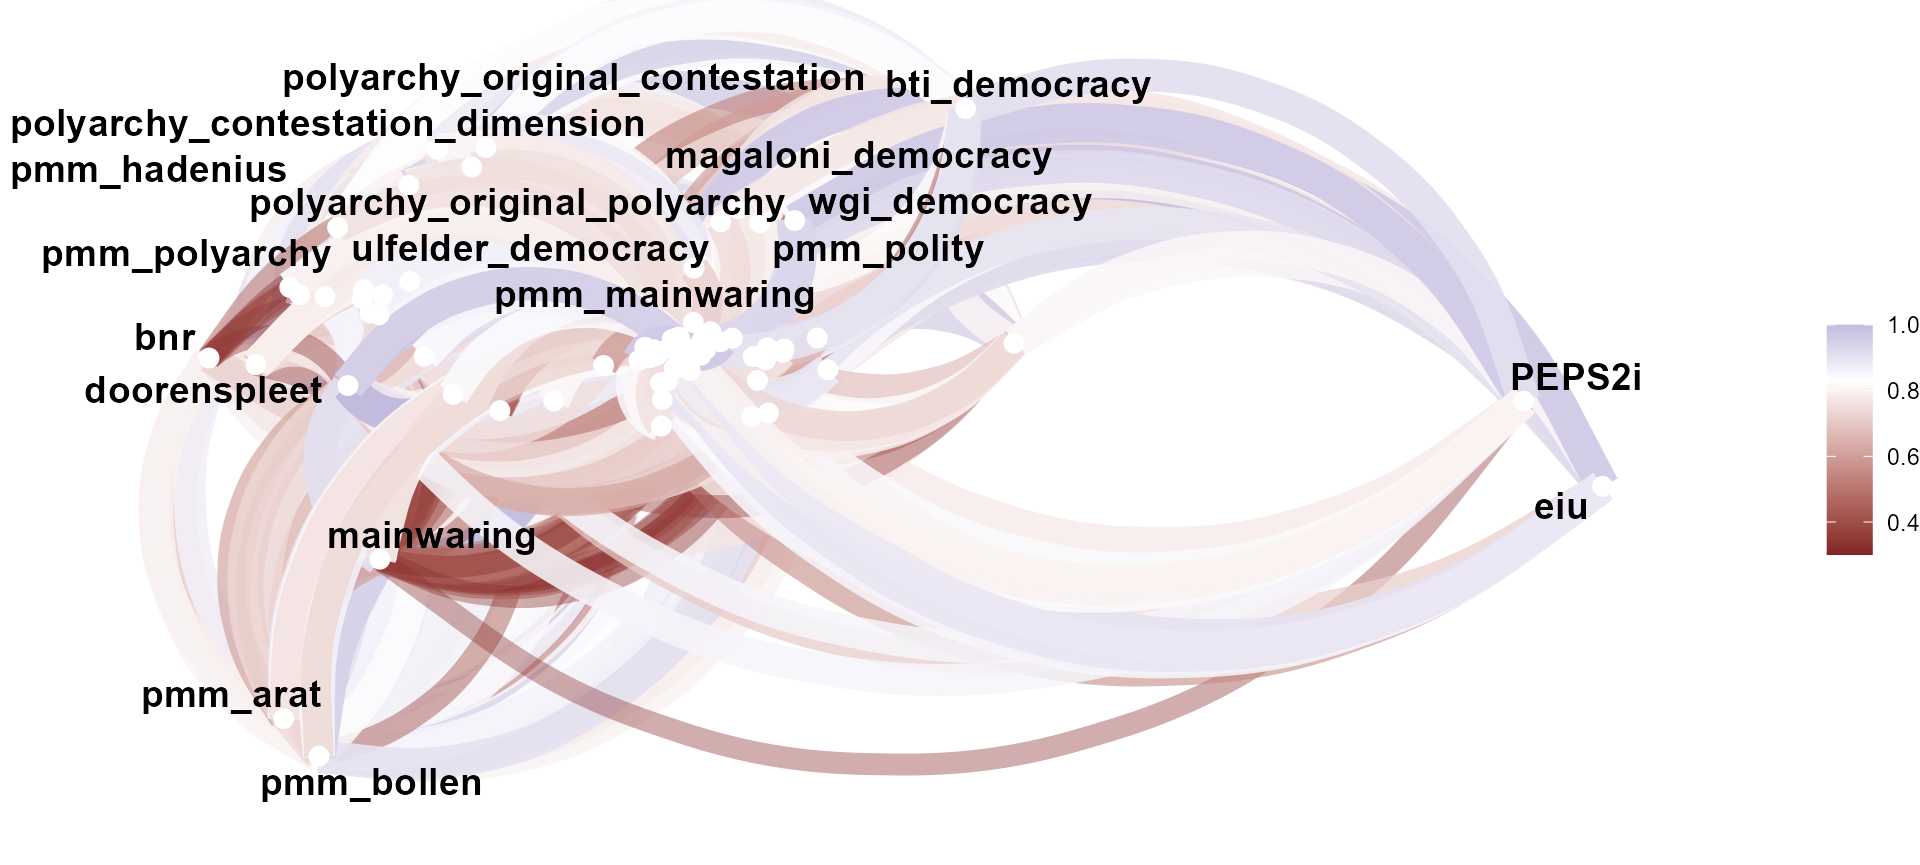 polyarchy_original_contestation
bti_democracy
polyarchy_contestation_dimension
magaloni_democracy
pmm_hadenius
polyarchy_original_polyarchy
wgi_democracy
pmm_polyarchy
ulfelder_democracy
pmm_polity
pmm_mainwaring
bnr
doorenspleet
PEPS2i
eiu
mainwaring
pmm_arat
pmm_bollen
1.0
0.8
0.6
0.4